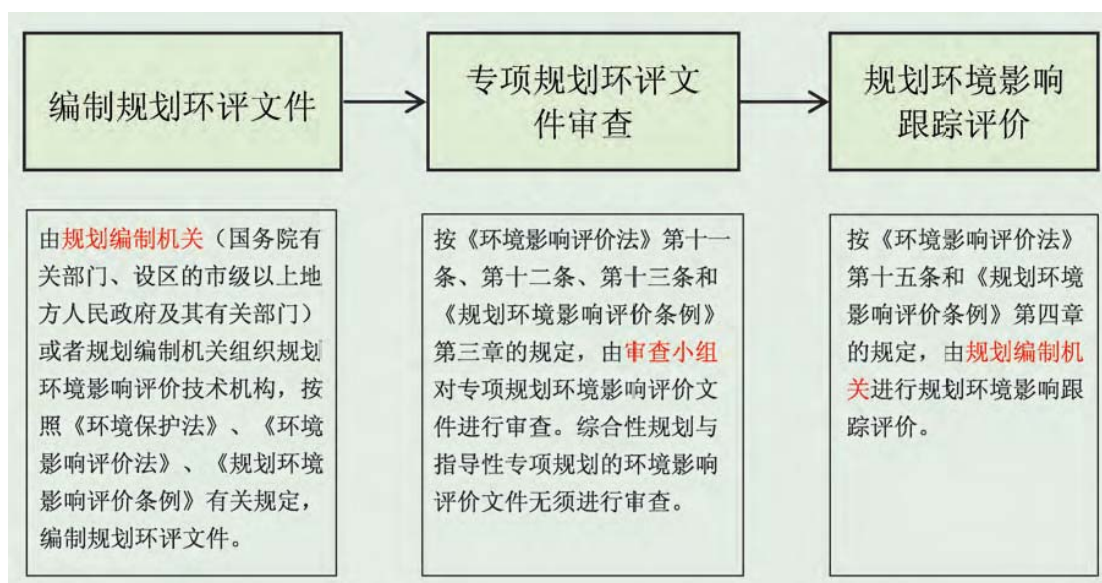 编制规划环评文件
专项规划环评文
件审查
规划环境影响
跟踪评价
由规划编制机关（国务院有
关部门、设区的市级以上地
方人民政府及其有关部门）
或者规划编制机关组织规划
环境影响评价技术机构，按
照《环境保护法》、《环境
影响评价法》、《规划环境
影响评价条例》有关规定，
编制规划环评文件。
按《环境影响评价法》第十一
条、第十二条、第十三条和
《规划环境影响评价条例》
第三章的规定，由审查小组
对专项规划环境影响评价文
件进行审查。综合性规划与
指导性专项规划的环境影响
评价文件无须进行审查。
按《环境影响评价法》
第十五条和《规划环境
影响评价条例》第四章
的规定，由规划编制机
关进行规划环境影响跟
踪评价。